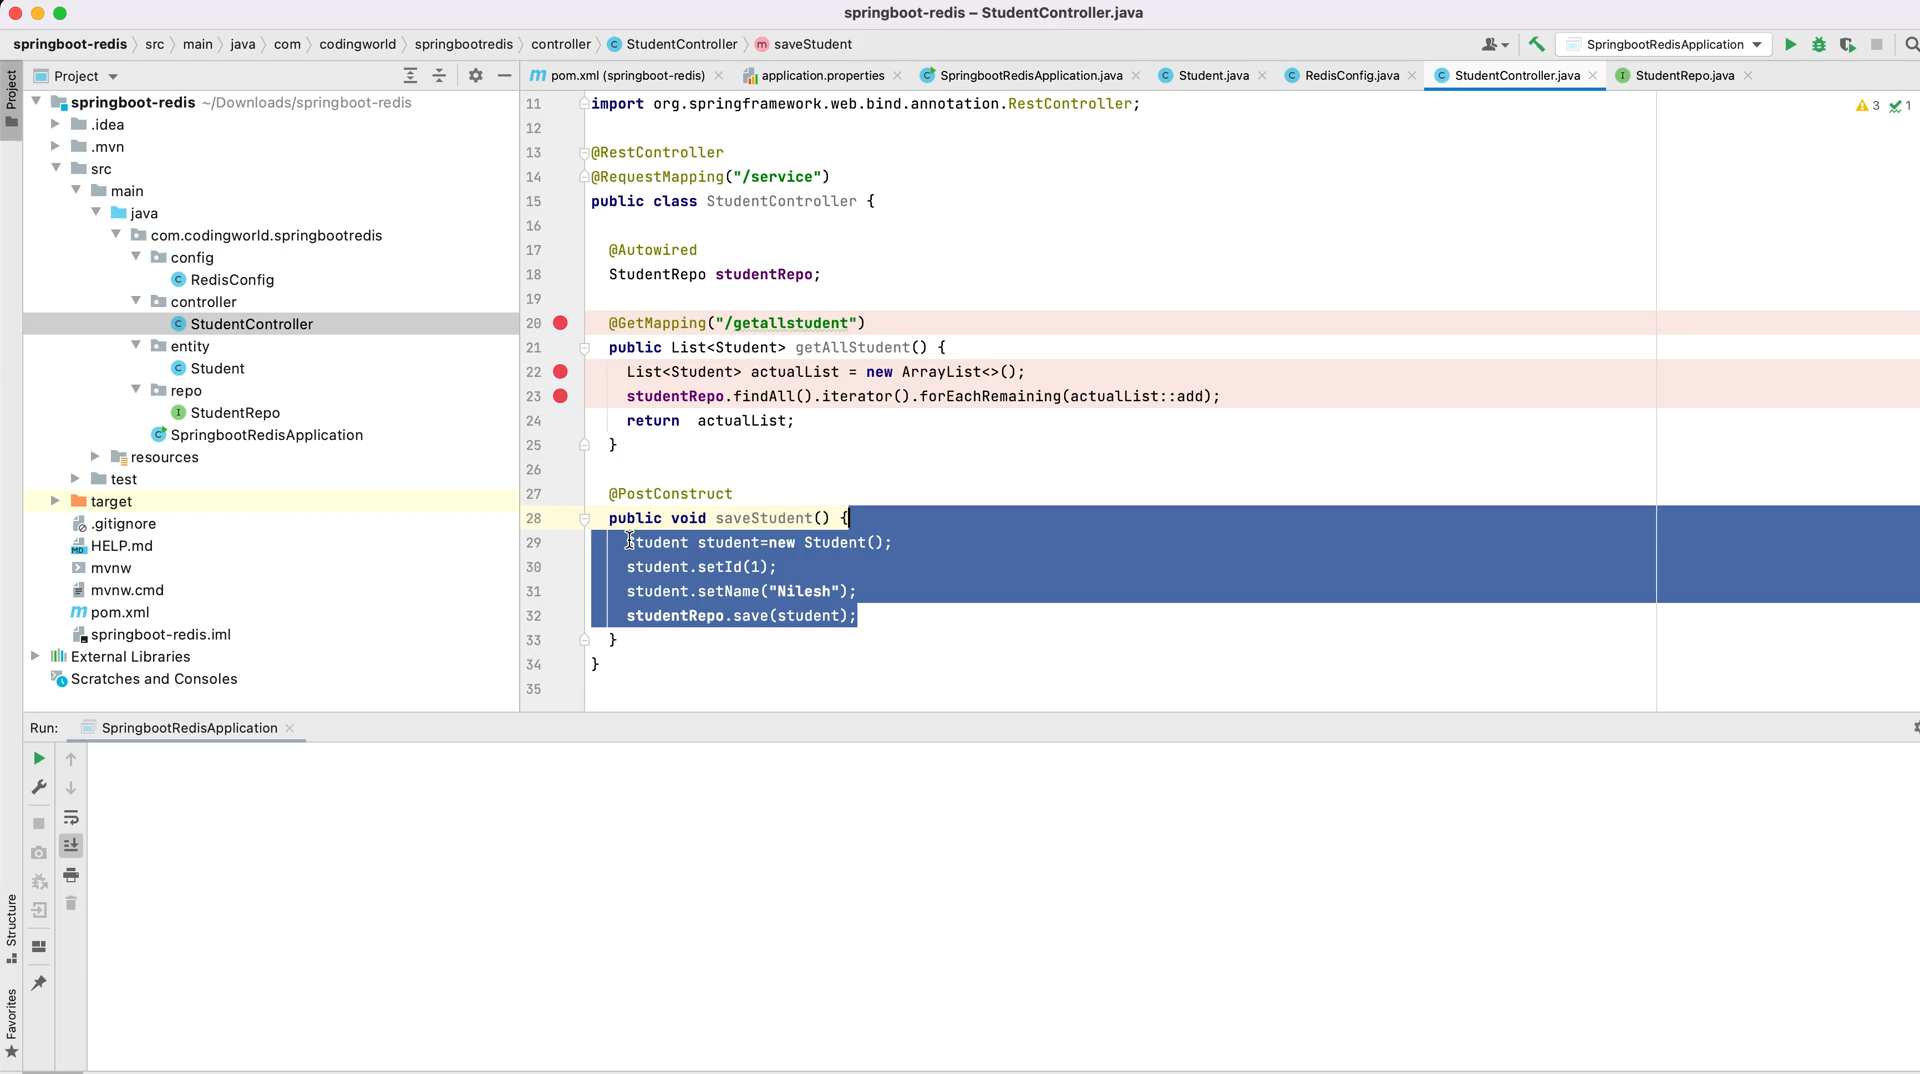 springboot-redis – StudentController.java
springboot-redis src main java com codingworld springbootredis controller StudentController saveStudent
SpringbootRedisApplication
Project
pom.xml (springboot-redis) application.properties SpringbootRedisApplication.java Student.java RedisConfig.java StudentController.java StudentRepo.java
Project
springboot-redis ~/Downloads/springboot-redis
.idea
.mvn
src
main
java
com.codingworld.springbootredis
config
RedisConfig
controller
StudentController
entity
Student
repo
StudentRepo
SpringbootRedisApplication
resources
test
target
.gitignore
HELP.md
mvnw
mvnw.cmd
pom.xml
springboot-redis.iml
External Libraries
Scratches and Consoles
3 1
11 import org.springframework.web.bind.annotation.RestController;
12
13 @RestController
14 @RequestMapping("/service")
15 public class StudentController {
16
17 @Autowired
18 StudentRepo studentRepo;
19
20 @GetMapping("/getallstudent")
21 public List<Student> getAllStudent() {
22 List<Student> actualList = new ArrayList<>();
23 studentRepo.findAll().iterator().forEachRemaining(actualList::add);
24 return actualList;
25 }
26
27 @PostConstruct
28 public void saveStudent() {
29 Student student=new Student();
30 student.setId(1);
31 student.setName("Nilesh");
32 studentRepo.save(student);
33 }
34 }
35
Run: SpringbootRedisApplication
Structure
Favorites